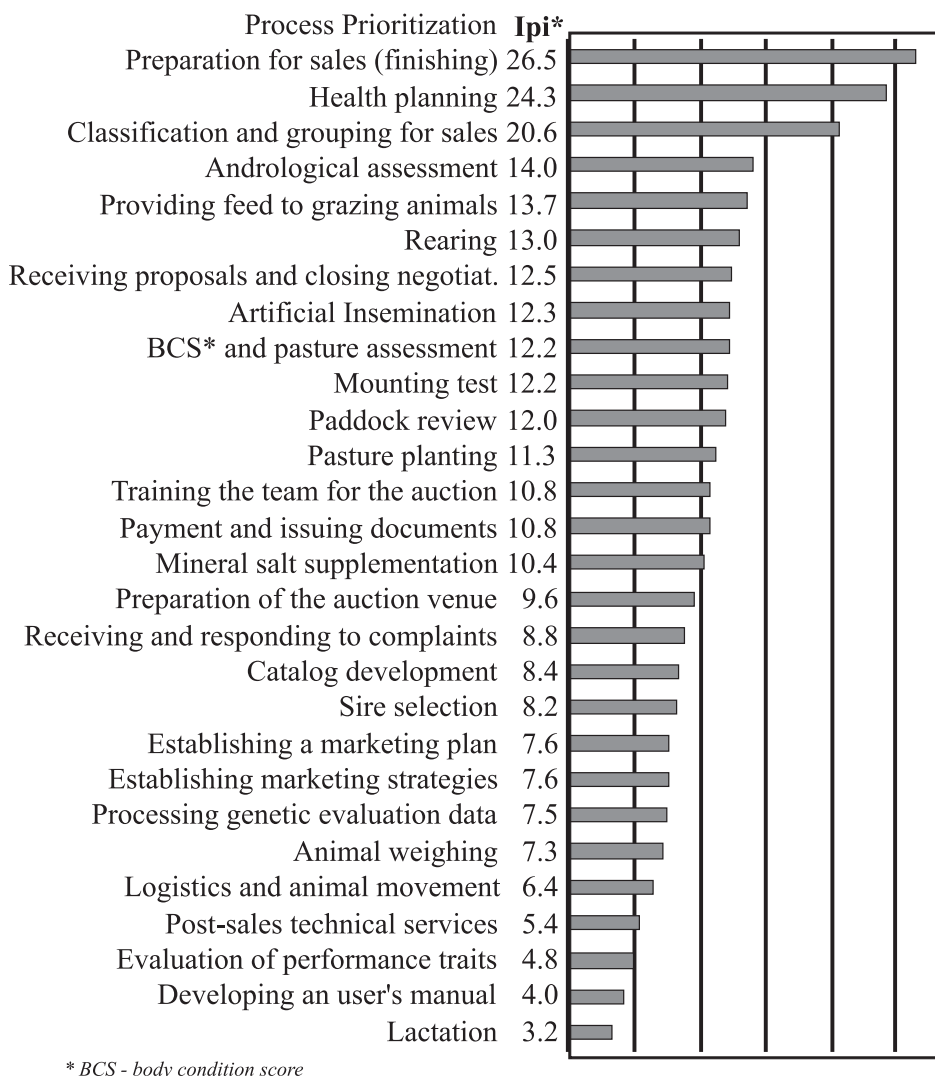 Process Prioritization Ipi*
Preparation for sales (finishing) 26.5
Health planning 24.3
Classification and grouping for sales 20.6
Andrological assessment 14.0
Providing feed to grazing animals 13.7
Rearing 13.0
Receiving proposals and closing negotiat. 12.5
Artificial Insemination 12.3
BCS* and pasture assessment 12.2
Mounting test 12.2
Paddock review 12.0
Pasture planting 11.3
Training the team for the auction 10.8
Payment and issuing documents 10.8
Mineral salt supplementation 10.4
Preparation of the auction venue 9.6
Receiving and responding to complaints 8.8
Catalog development 8.4
Sire selection 8.2
Establishing a marketing plan 7.6
Establishing marketing strategies 7.6
Processing genetic evaluation data 7.5
Animal weighing 7.3
Logistics and animal movement 6.4
Post-sales technical services 5.4
Evaluation of performance traits 4.8
Developing an user's manual 4.0
Lactation 3.2
* BCS - body condition score